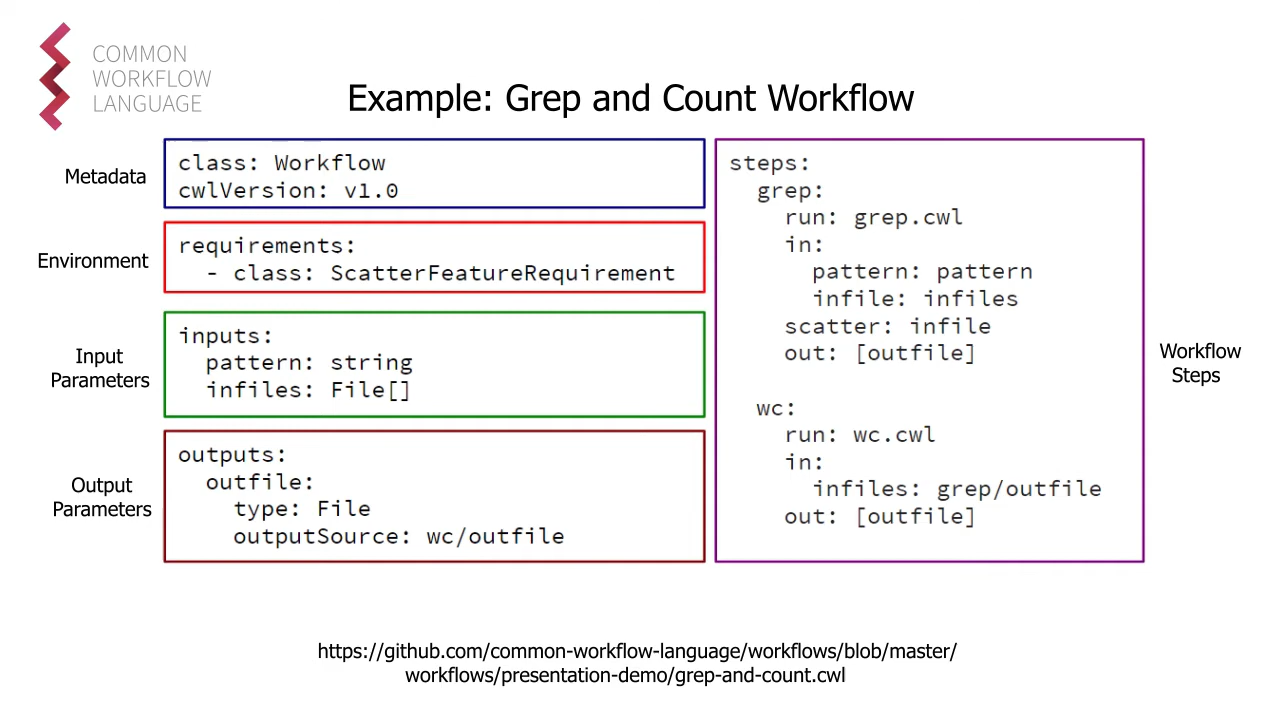 COMMON
WORKFLOW
LANGUAGE
Example: Grep and Count Workflow
Metadata
class: Workflow
cwlVersion: v1.0
Environment
requirements:
  - class: ScatterFeatureRequirement
Input
Parameters
inputs:
  pattern: string
  infiles: File[]
Output
Parameters
outputs:
  outfile:
    type: File
    outputSource: wc/outfile
steps:
  grep:
    run: grep.cwl
    in:
      pattern: pattern
      infile: infiles
    scatter: infile
    out: [outfile]
  wc:
    run: wc.cwl
    in:
      infiles: grep/outfile
    out: [outfile]
Workflow
Steps
https://github.com/common-workflow-language/workflows/blob/master/
workflows/presentation-demo/grep-and-count.cwl